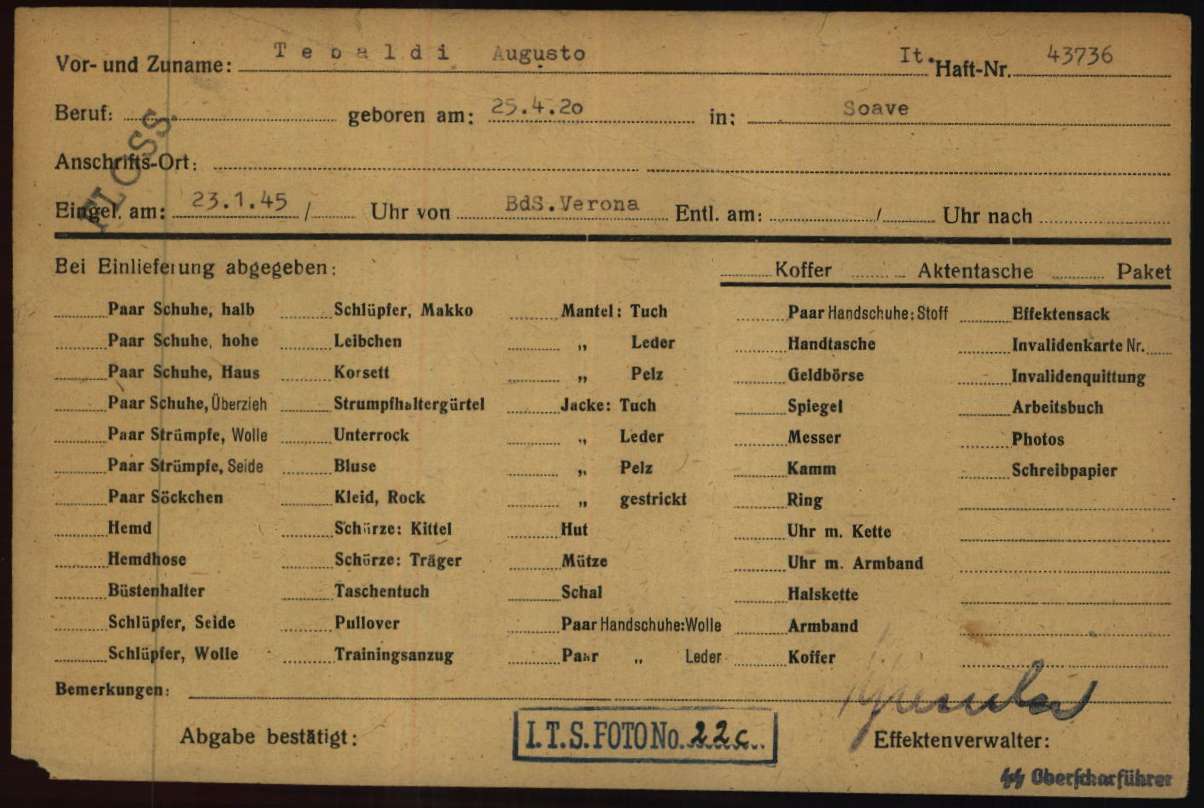 Vor- und Zuname: Tebaldi Augusto It. Haft-Nr. 43736
Beruf: geboren am: 25.4.20 in: Soave
FLOSS.
Anschrifts-Ort:
Eingel. am: 23.1.45 / Uhr von BdS.Verona Entl. am: / Uhr nach
Bei Einlieferung abgegeben: Koffer Aktentasche Paket
Paar Schuhe, halb Schlüpfer, Makko Mantel: Tuch Paar Handschuhe: Stoff Effektensack
Paar Schuhe, hohe Leibchen „ Leder Handtasche Invalidenkarte Nr.
Paar Schuhe, Haus Korsett „ Pelz Geldbörse Invalidenquittung
Paar Schuhe, Überzieh Strumpfhaltergürtel Jacke: Tuch Spiegel Arbeitsbuch
Paar Strümpfe, Wolle Unterrock „ Leder Messer Photos
Paar Strümpfe, Seide Bluse „ Pelz Kamm Schreibpapier
Paar Söckchen Kleid, Rock „ gestrickt Ring
Hemd Schürze: Kittel Hut Uhr m. Kette
Hemdhose Schürze: Träger Mütze Uhr m. Armband
Büstenhalter Taschentuch Schal Halskette
Schlüpfer, Seide Pullover Paar Handschuhe: Wolle Armband
Schlüpfer, Wolle Trainingsanzug Paar „ Leder Koffer
Bemerkungen:
Abgabe bestätigt: I.T.S. FOTO No. 22c Effektenverwalter:
SS Oberscharführer